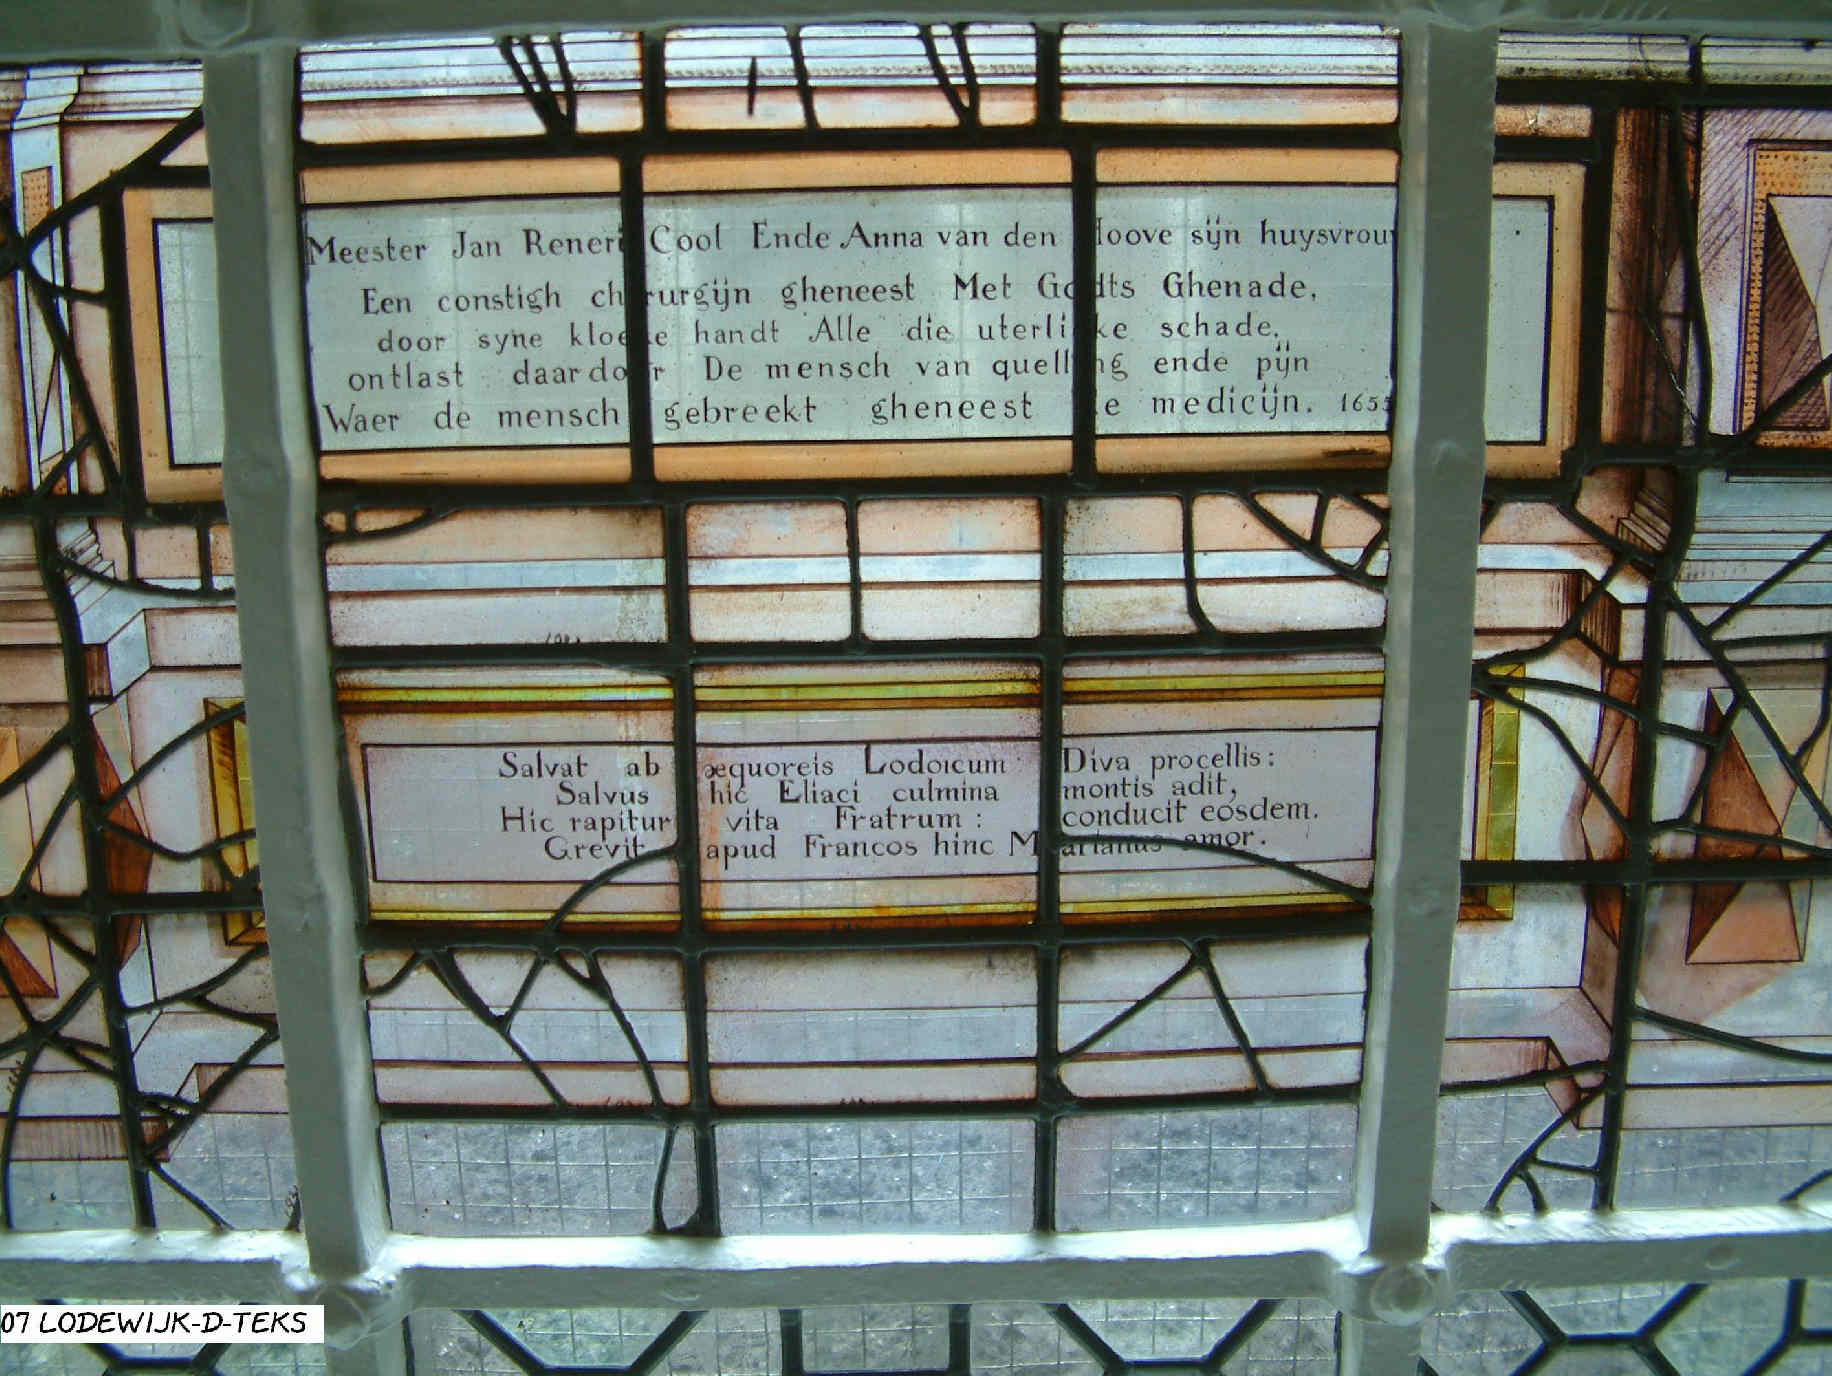 Meester Jan Reneri Cool Ende Anna van den Hoove sijn huysvrou
Een constigh chirurgijn gheneest Met Godts Ghenade,
door syne kloeke handt Alle die uterlicke schade,
ontlast daardoor De mensch van quelling ende pijn
Waer de mensch gebreekt gheneest de medicijn. 1655
Salvat ab æquoreis Lodoicum Diva procellis:
Salvus hic Eliaci culmina montis adit,
Hic rapitur vita Fratrum: conducit eosdem.
Grevit apud Francos hinc Marianus amor.
07 LODEWIJK-D-TEKS